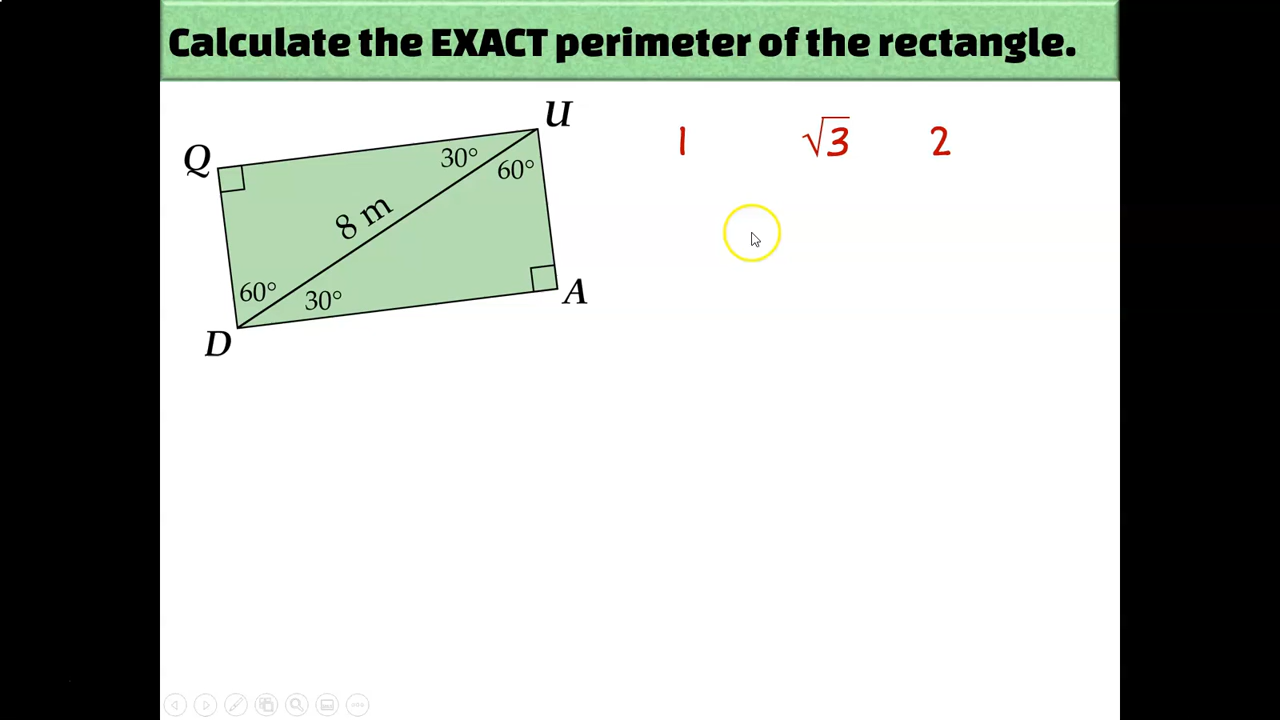 Calculate the EXACT perimeter of the rectangle.
U
1 √3 2
Q
30°
60°
8 m
60°
30°
A
D